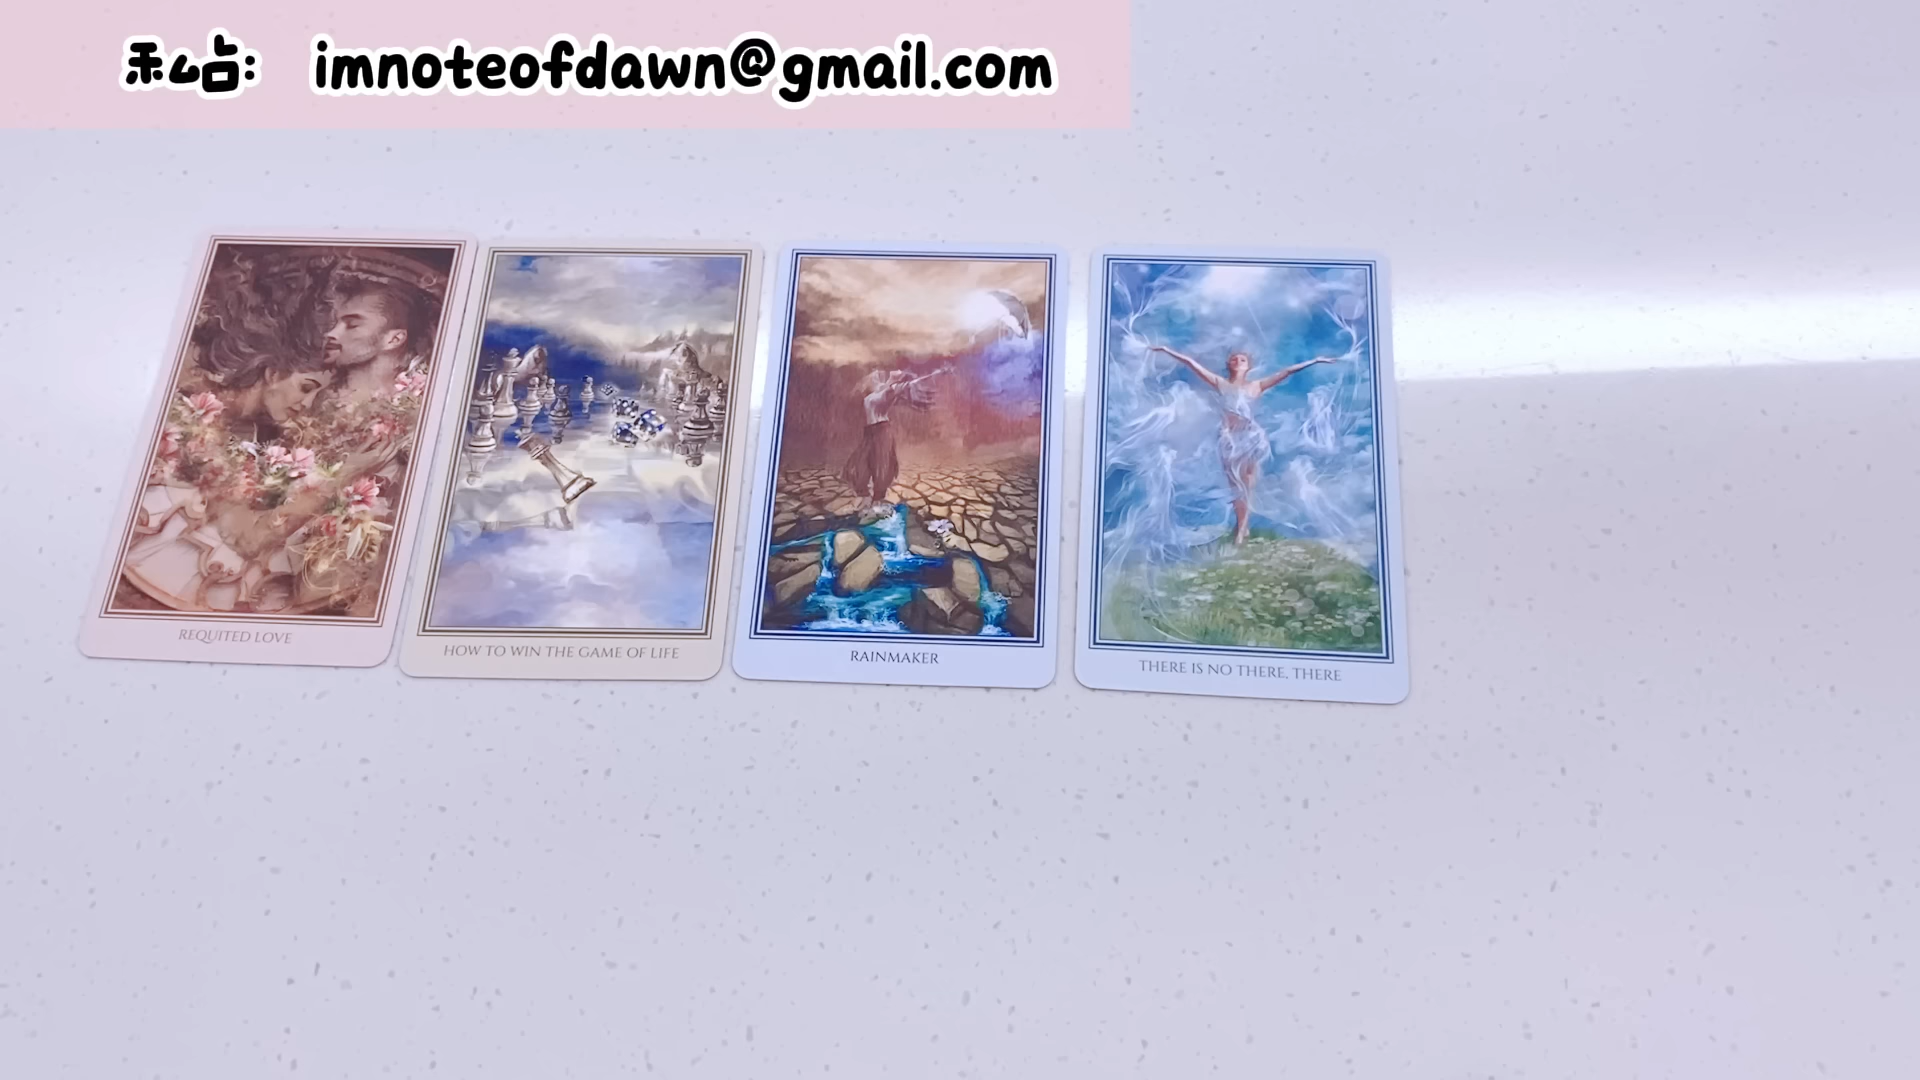 私占: imnoteofdawn@gmail.com
REQUITED LOVE
HOW TO WIN THE GAME OF LIFE
RAINMAKER
THERE IS NO THERE, THERE